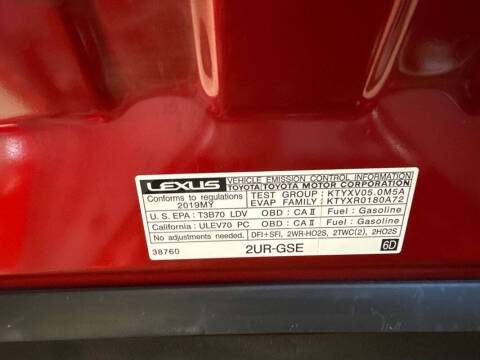 LEXUS VEHICLE EMISSION CONTROL INFORMATION
TOYOTA TOYOTA MOTOR CORPORATION
Conforms to regulations TEST GROUP : KTYXV05.0M5A
2019MY EVAP FAMILY : KTYXR0180A72
U.S. EPA : T3B70 LDV OBD : CA II Fuel : Gasoline
California : ULEV70 PC OBD : CA II Fuel : Gasoline
No adjustments needed. DFI+SFI, 2WR-HO2S, 2TWC(2), 2HO2S
38760 2UR-GSE 6D